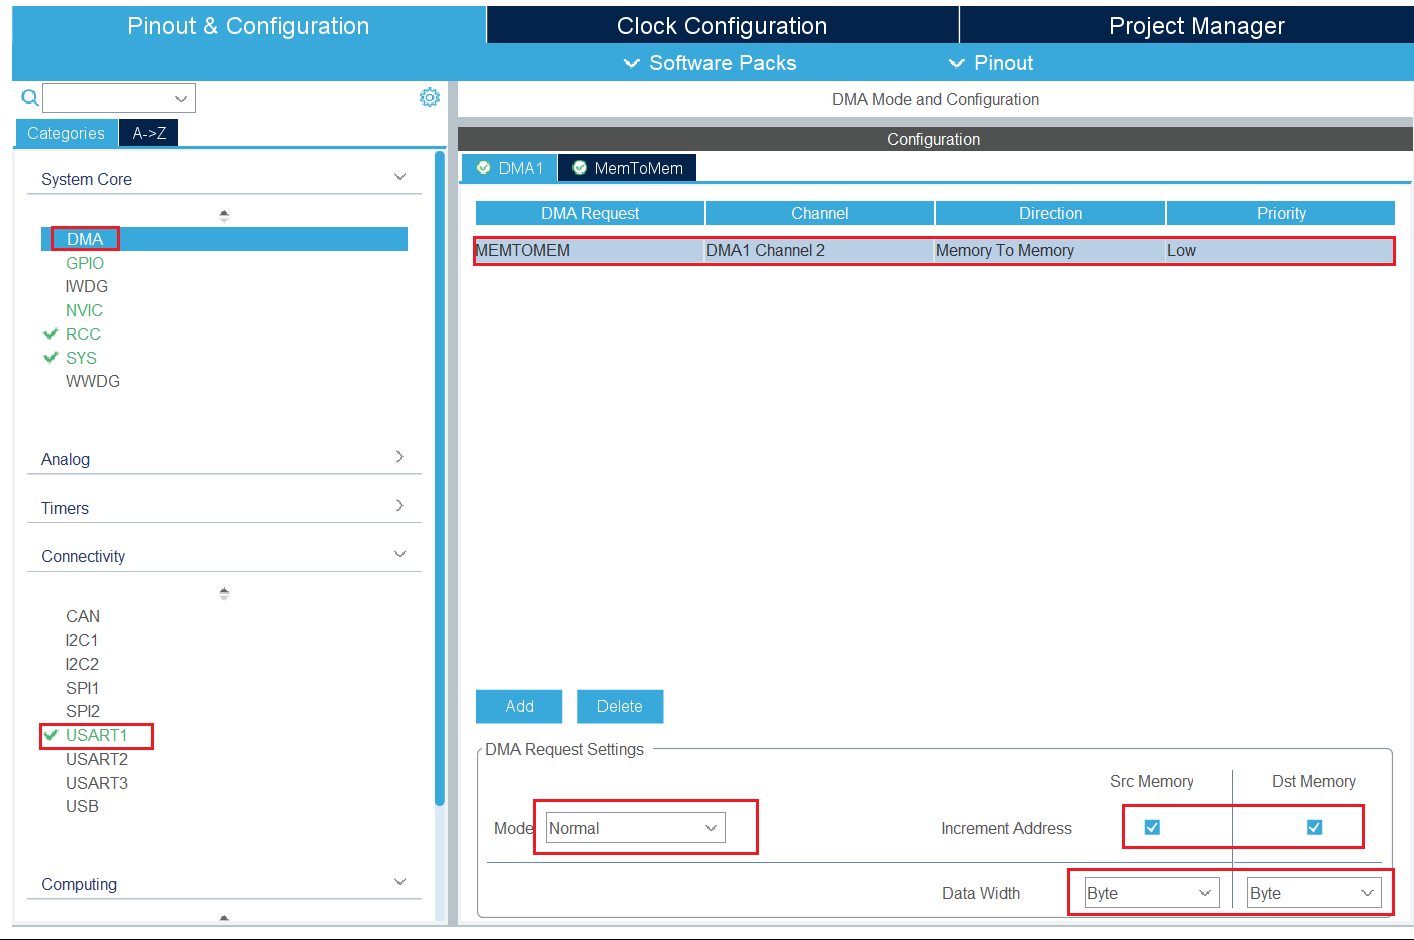 Pinout & Configuration
Clock Configuration
Project Manager
Software Packs
Pinout
Categories
A->Z
System Core
DMA
GPIO
IWDG
NVIC
RCC
SYS
WWDG
Analog
Timers
Connectivity
CAN
I2C1
I2C2
SPI1
SPI2
USART1
USART2
USART3
USB
Computing
DMA Mode and Configuration
Configuration
DMA1
MemToMem
DMA Request Channel Direction Priority
MEMTOMEM DMA1 Channel 2 Memory To Memory Low
Add
Delete
DMA Request Settings
Src Memory Dst Memory
Mode Normal
Increment Address
Data Width Byte Byte